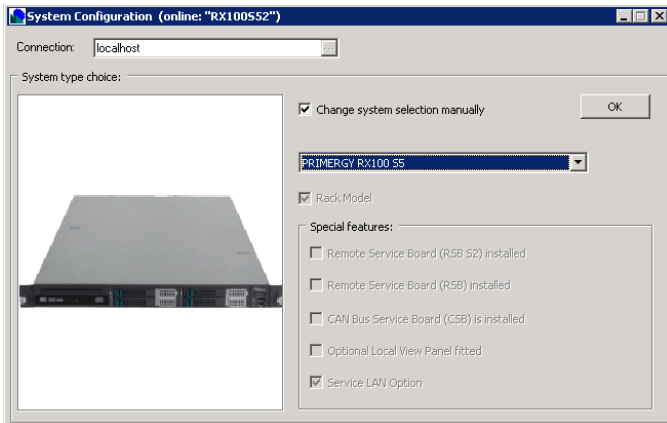 System Configuration (online: "RX100S52")
Connection:
localhost
...
System type choice:
Change system selection manually
OK
PRIMERGY RX100 S5
Rack Model
Special features:
Remote Service Board (RSB S2) installed
Remote Service Board (RSB) installed
CAN Bus Service Board (CSB) is installed
Optional Local View Panel fitted
Service LAN Option